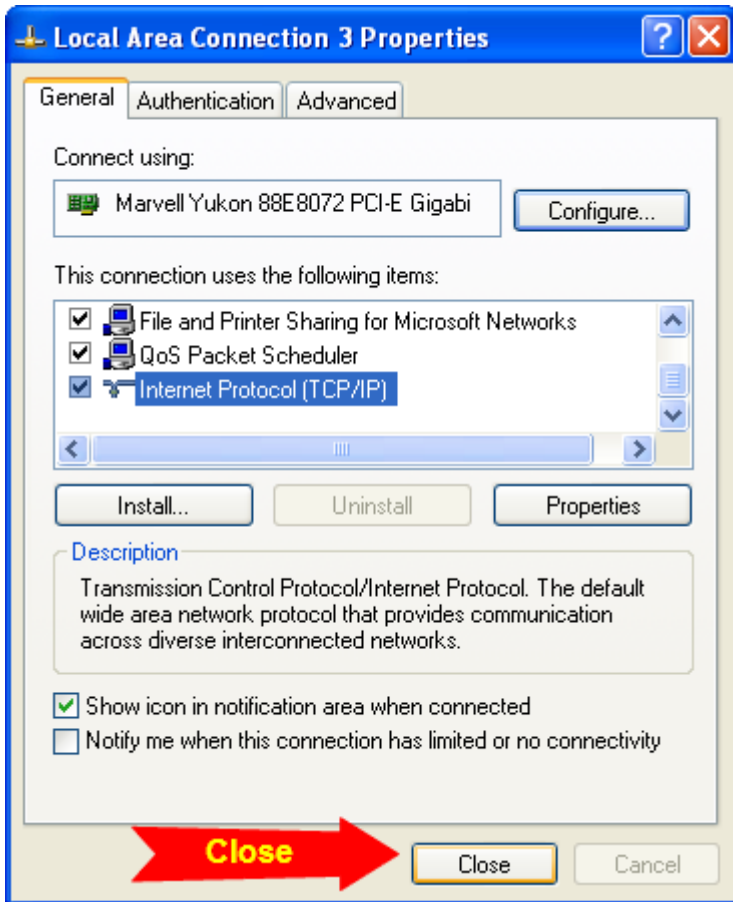 Local Area Connection 3 Properties
General Authentication Advanced
Connect using:
Marvell Yukon 88E8072 PCI-E Gigabi
Configure...
This connection uses the following items:
File and Printer Sharing for Microsoft Networks
QoS Packet Scheduler
Internet Protocol (TCP/IP)
Install... Uninstall Properties
Description
Transmission Control Protocol/Internet Protocol. The default
wide area network protocol that provides communication
across diverse interconnected networks.
Show icon in notification area when connected
Notify me when this connection has limited or no connectivity
Close
Close Cancel